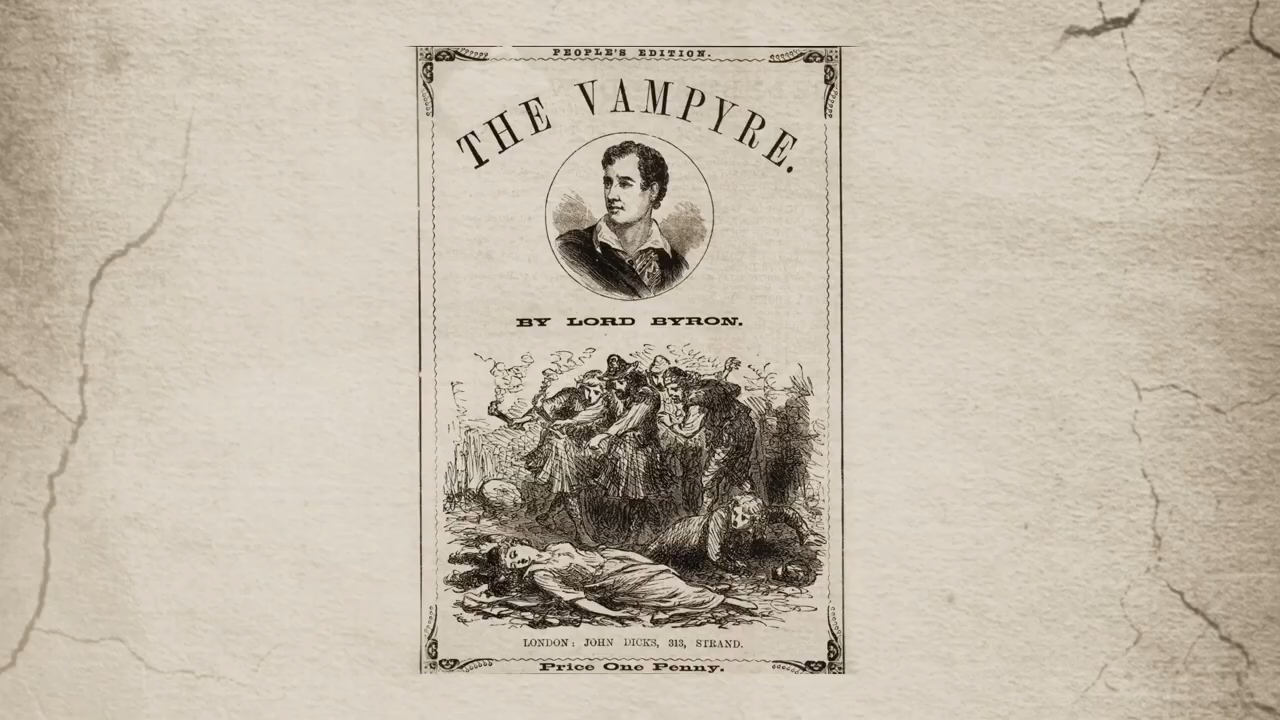 PEOPLE'S EDITION.
THE VAMPYRE.
BY LORD BYRON.
LONDON: JOHN DICKS, 313, STRAND.
Price One Penny.